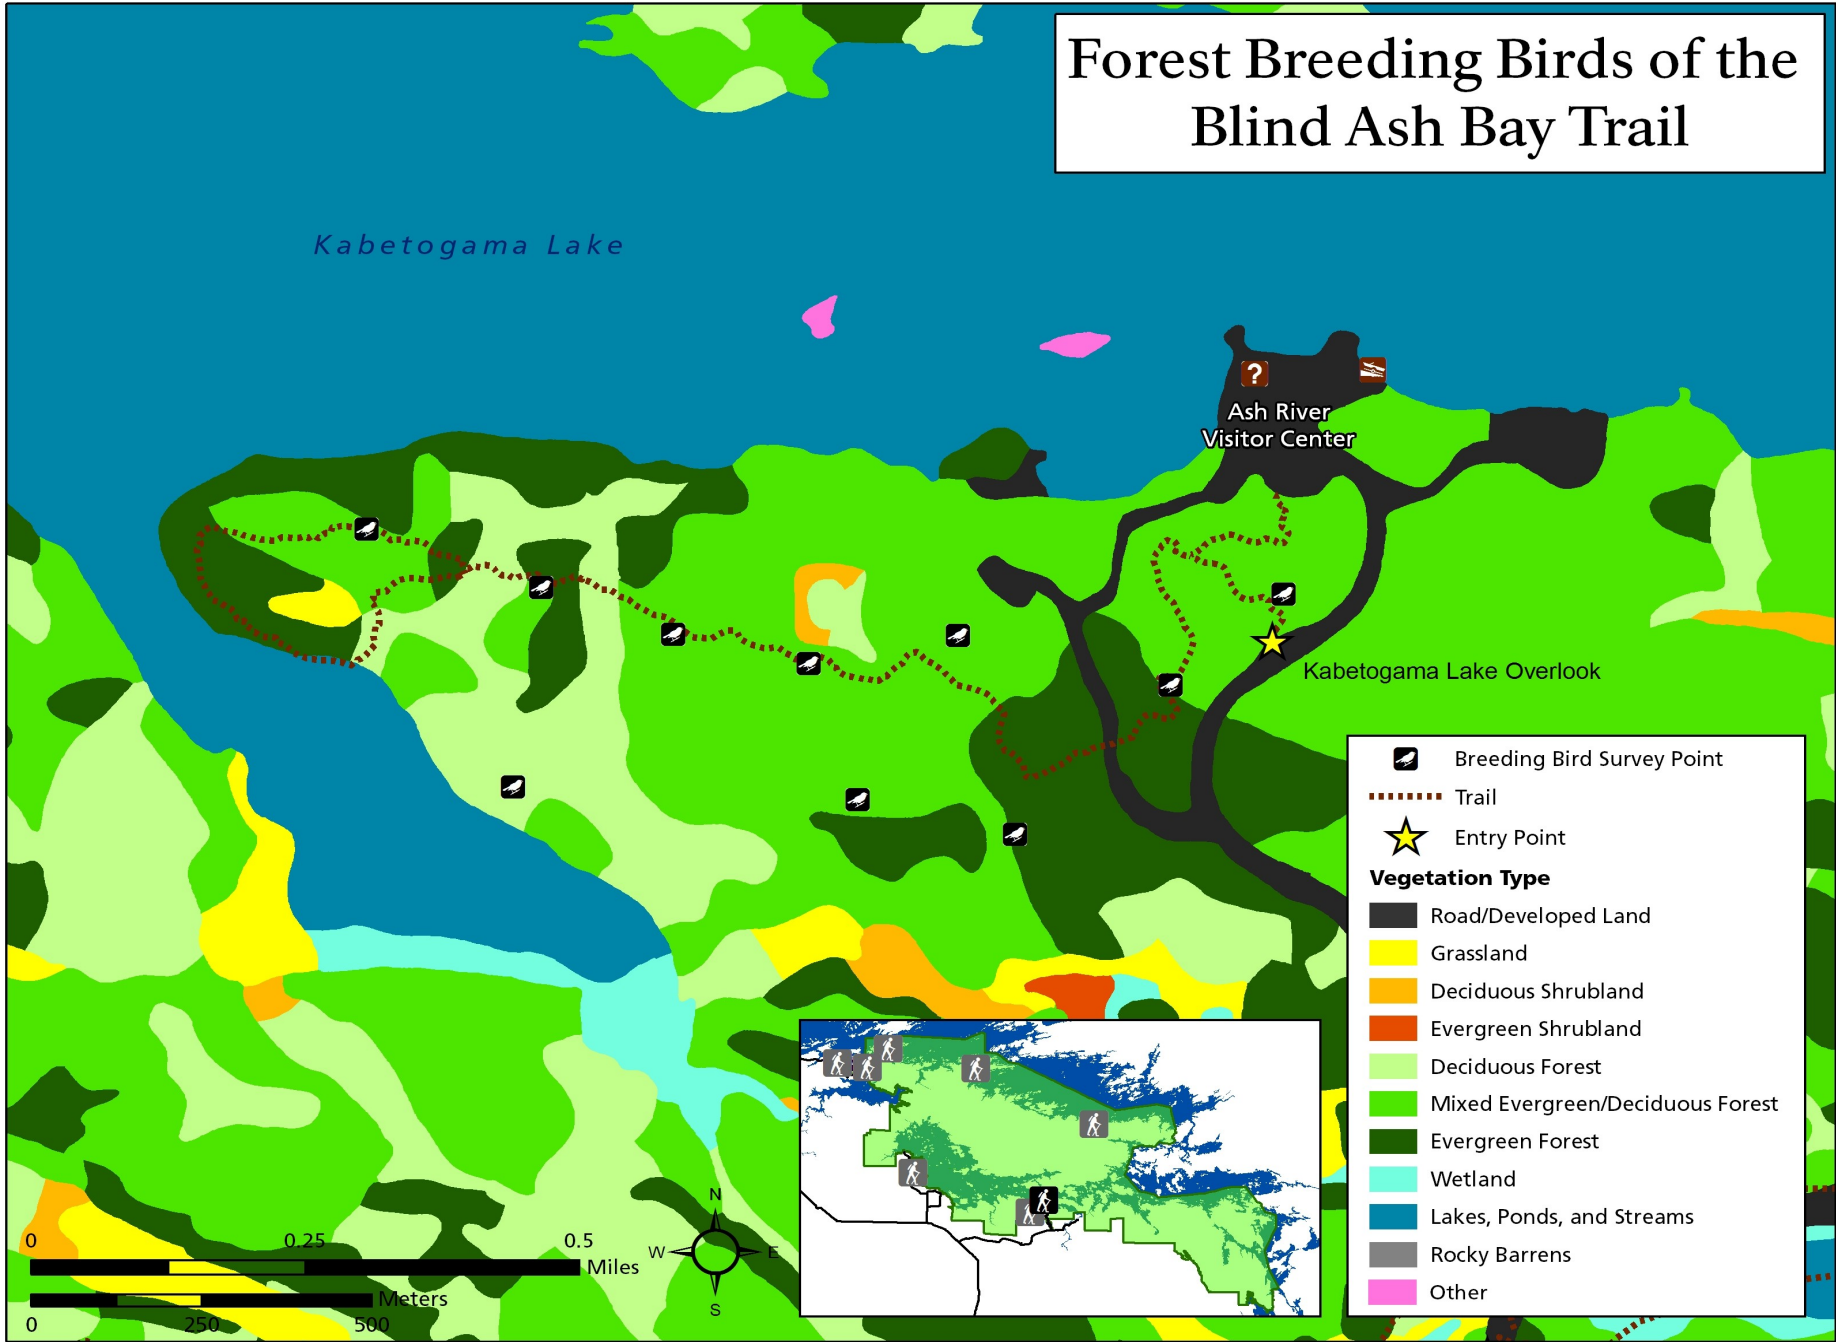 Forest Breeding Birds of the
Blind Ash Bay Trail
Kabetogama Lake
?
Ash River
Visitor Center
Kabetogama Lake Overlook
Breeding Bird Survey Point
Trail
Entry Point
Vegetation Type
Road/Developed Land
Grassland
Deciduous Shrubland
Evergreen Shrubland
Deciduous Forest
Mixed Evergreen/Deciduous Forest
Evergreen Forest
Wetland
Lakes, Ponds, and Streams
Rocky Barrens
Other
N
W E
S
0 0.25 0.5
Miles
Meters
0 250 500